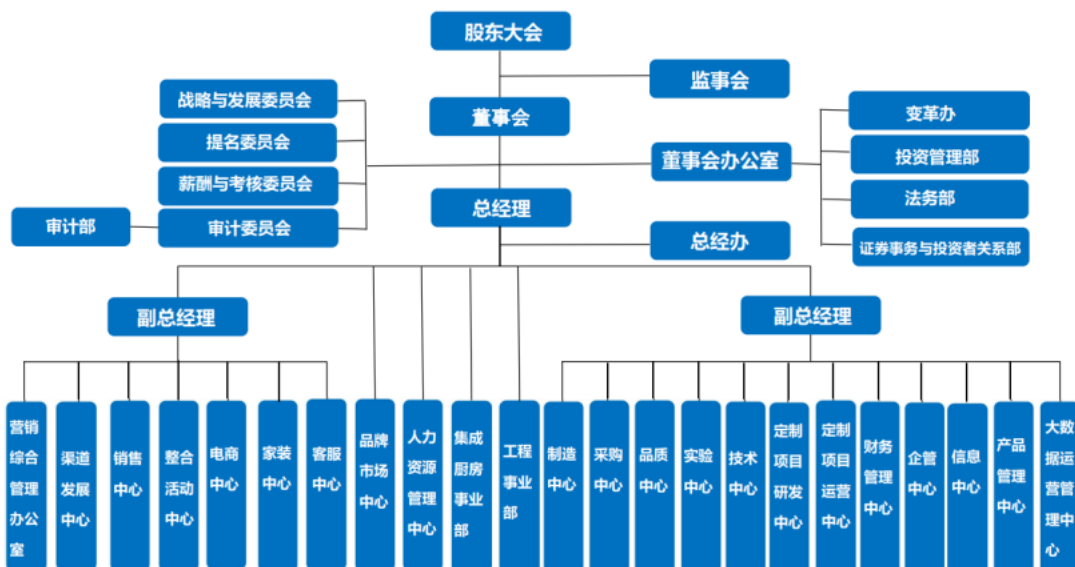 股东大会
监事会
战略与发展委员会
董事会
变革办
提名委员会
董事会办公室
投资管理部
薪酬与考核委员会
总经理
法务部
审计部
审计委员会
总经办
证券事务与投资者关系部
副总经理
副总经理
营销
综合
管理
办公
室
渠道
发展
中心
销售
中心
整合
活动
中心
电商
中心
家装
中心
客服
中心
品牌
市场
中心
人力
资源
管理
中心
集成
厨房
事业
部
工程
事业
部
制造
中心
采购
中心
品质
中心
实验
中心
技术
中心
定制
项目
研发
中心
定制
项目
运营
中心
财务
管理
中心
企管
中心
信息
中心
产品
管理
中心
大数
据运
营管
理中
心